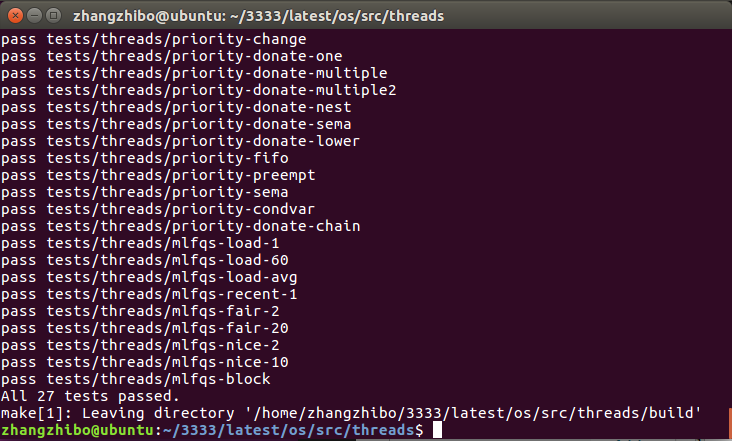 zhangzhibo@ubuntu: ~/3333/latest/os/src/threads
pass tests/threads/priority-change
pass tests/threads/priority-donate-one
pass tests/threads/priority-donate-multiple
pass tests/threads/priority-donate-multiple2
pass tests/threads/priority-donate-nest
pass tests/threads/priority-donate-sema
pass tests/threads/priority-donate-lower
pass tests/threads/priority-fifo
pass tests/threads/priority-preempt
pass tests/threads/priority-sema
pass tests/threads/priority-condvar
pass tests/threads/priority-donate-chain
pass tests/threads/mlfqs-load-1
pass tests/threads/mlfqs-load-60
pass tests/threads/mlfqs-load-avg
pass tests/threads/mlfqs-recent-1
pass tests/threads/mlfqs-fair-2
pass tests/threads/mlfqs-fair-20
pass tests/threads/mlfqs-nice-2
pass tests/threads/mlfqs-nice-10
pass tests/threads/mlfqs-block
All 27 tests passed.
make[1]: Leaving directory '/home/zhangzhibo/3333/latest/os/src/threads/build'
zhangzhibo@ubuntu:~/3333/latest/os/src/threads$